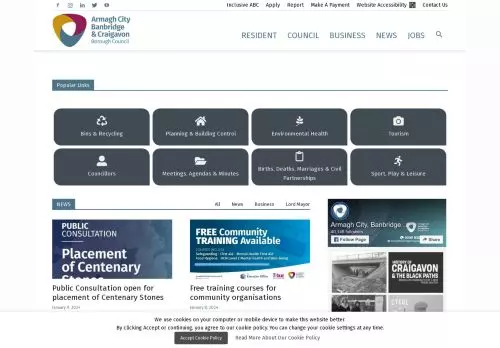 Inclusive ABC Apply Report Make A Payment Website Accessibility Contact Us
Armagh City
Banbridge
& Craigavon
Borough Council
RESIDENT COUNCIL BUSINESS NEWS JOBS
Popular Links
Bins & Recycling
Planning & Building Control
Environmental Health
Tourism
Councillors
Meetings, Agendas & Minutes
Births, Deaths, Marriages & Civil
Partnerships
Sport, Play & Leisure
NEWS
All News Business Lord Mayor
PUBLIC
CONSULTATION
Placement
of Centenary
Stones
Public Consultation open for
placement of Centenary Stones
January 9, 2024
FREE Community
TRAINING Available
Free training courses for
community organisations
January 8, 2024
Armagh City, Banbridge
Follow Page
Share
HISTORY OF
CRAIGAVON
& THE BLACK PATHS
We use cookies on your computer or mobile device to make this website better.
By clicking Accept or continuing, you agree to our cookie policy. You can change your cookie settings at any time.
Accept Cookie Policy
Read More About Our Cookie Policy